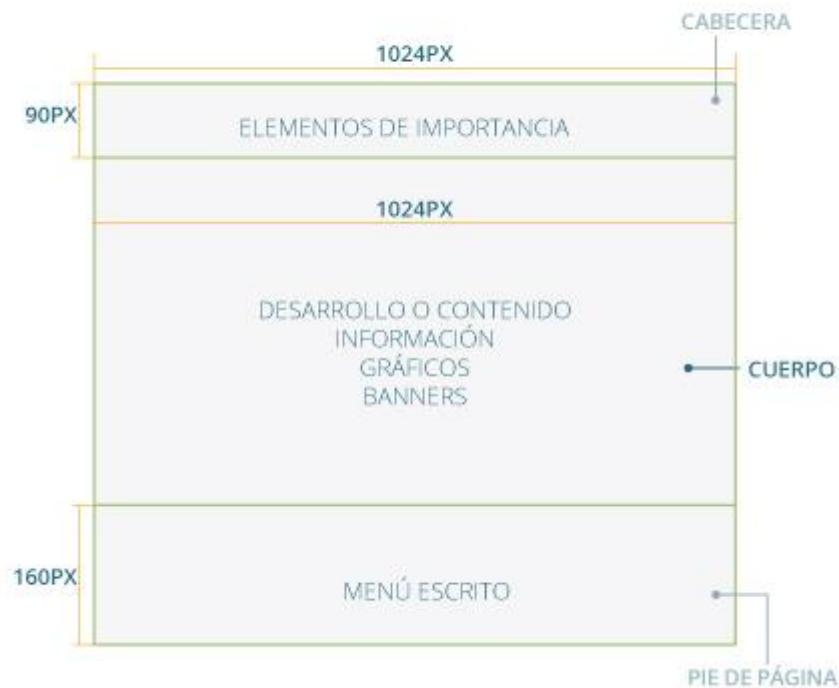 CABECERA
1024PX
90PX
ELEMENTOS DE IMPORTANCIA
1024PX
DESARROLLO O CONTENIDO
INFORMACIÓN
GRÁFICOS
BANNERS
CUERPO
160PX
MENÚ ESCRITO
PIE DE PÁGINA